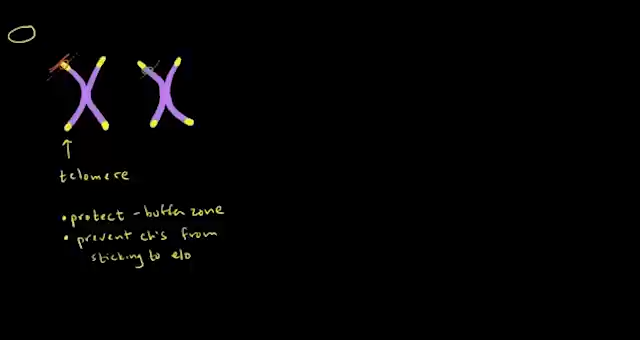 telomere
• protect - buffer zone
• prevent ch's from
sticking to e/o